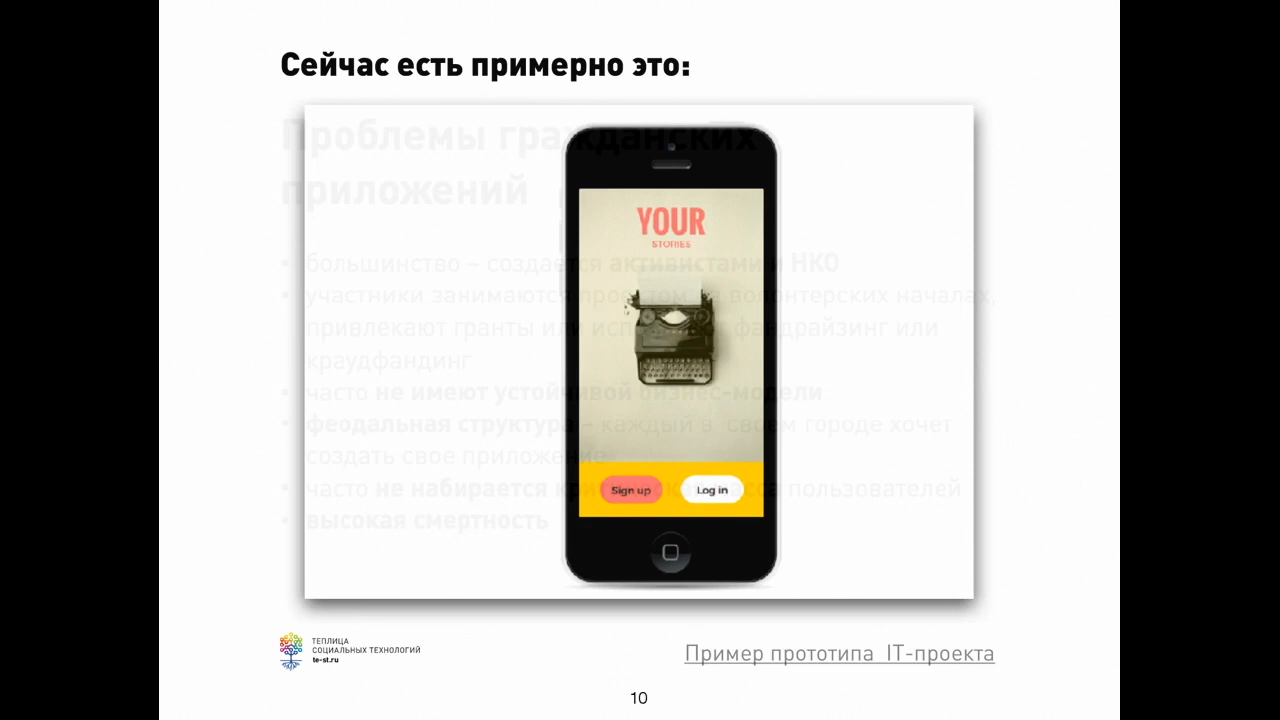 Сейчас есть примерно это:
Проблемы гражданских
приложений
• большинство – создается активистами и НКО
• участники занимаются проектом на волонтерских началах,
привлекают гранты или используют фандрайзинг или
краудфандинг
• часто не имеют устойчивой бизнес-модели
• феодальная структура – каждый в своем городе хочет
создать свое приложение
• часто не набирается критическая масса пользователей
• высокая смертность
YOUR
STORIES
Sign up Log in
ТЕПЛИЦА
СОЦИАЛЬНЫХ ТЕХНОЛОГИЙ
te-st.ru
Пример прототипа IT-проекта
10